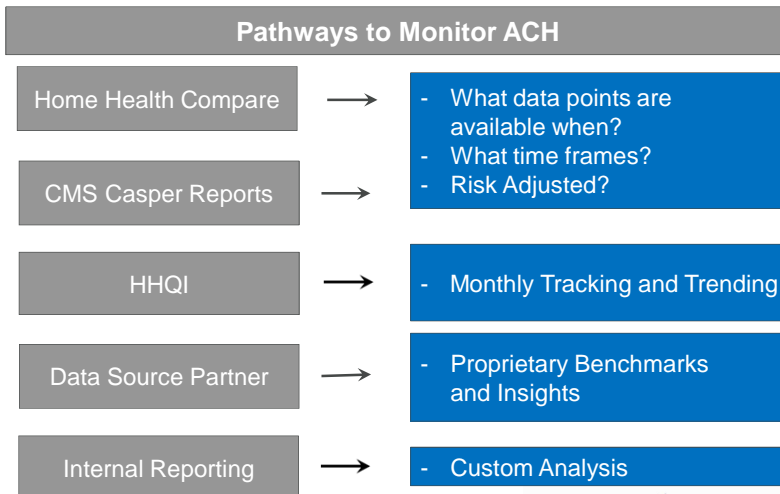 Pathways to Monitor ACH
Home Health Compare
CMS Casper Reports
- What data points are
available when?
- What time frames?
- Risk Adjusted?
HHQI
- Monthly Tracking and Trending
Data Source Partner
- Proprietary Benchmarks
and Insights
Internal Reporting
- Custom Analysis